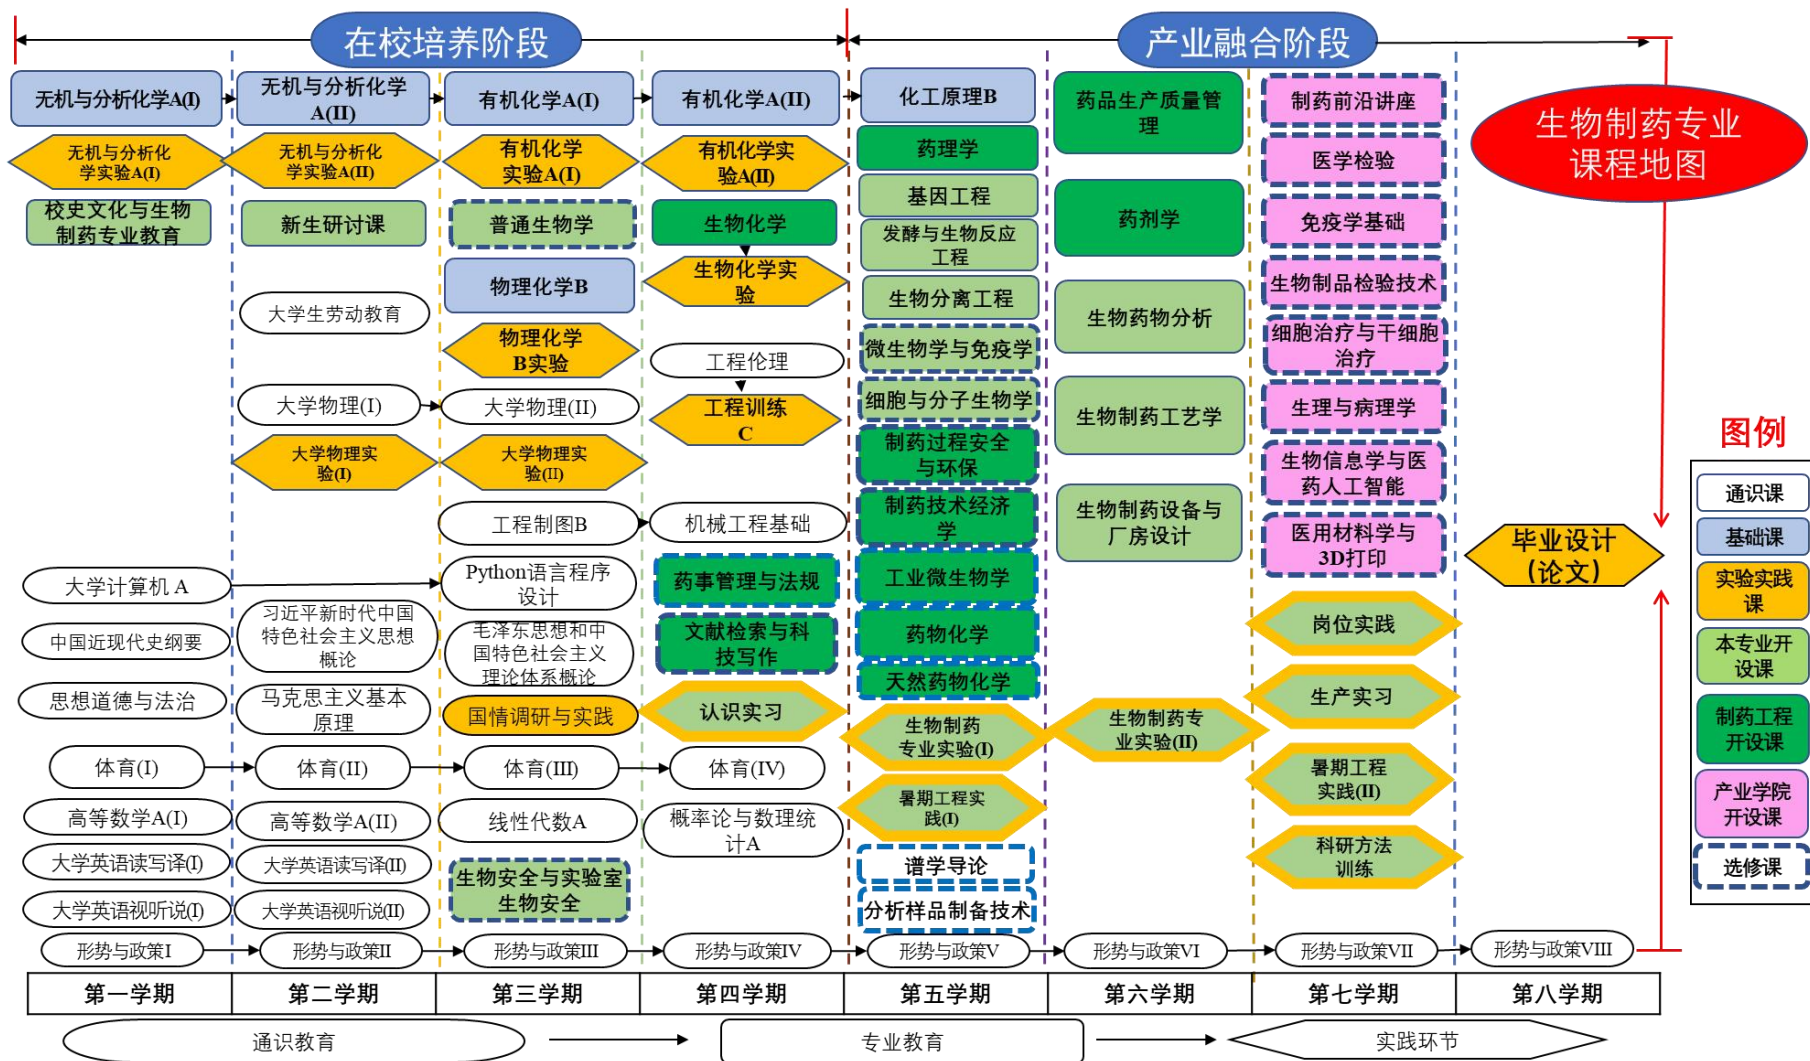 在校培养阶段
产业融合阶段
生物制药专业
课程地图
无机与分析化学A(I)
无机与分析化
学实验A(I)
校史文化与生物
制药专业教育
大学计算机 A
中国近现代史纲要
思想道德与法治
体育(I)
高等数学A(I)
大学英语读写译(I)
大学英语视听说(I)
形势与政策I
无机与分析化学
A(II)
无机与分析化
学实验A(II)
新生研讨课
大学生劳动教育
大学物理(I)
大学物理实
验(I)
习近平新时代中国
特色社会主义思想
概论
马克思主义基本
原理
体育(II)
高等数学A(II)
大学英语读写译(II)
大学英语视听说(II)
形势与政策II
有机化学A(I)
有机化学
实验A(I)
普通生物学
物理化学B
物理化学
B实验
大学物理(II)
大学物理实
验(II)
工程制图B
Python语言程序
设计
毛泽东思想和中
国特色社会主义
理论体系概论
国情调研与实践
体育(III)
线性代数A
生物安全与实验室
生物安全
形势与政策III
有机化学A(II)
有机化学实
验A(II)
生物化学
生物化学实
验
工程伦理
工程训练
C
机械工程基础
药事管理与法规
文献检索与科
技写作
认识实习
体育(IV)
概率论与数理统
计A
形势与政策IV
化工原理B
药理学
基因工程
发酵与生物反应
工程
生物分离工程
微生物学与免疫学
细胞与分子生物学
制药过程安全
与环保
制药技术经济
学
工业微生物学
药物化学
天然药物化学
生物制药
专业实验(I)
暑期工程实
践(I)
谱学导论
分析样品制备技术
形势与政策V
药品生产质量管
理
药剂学
生物药物分析
生物制药工艺学
生物制药设备与
厂房设计
生物制药专
业实验(II)
形势与政策VI
制药前沿讲座
医学检验
免疫学基础
生物制品检验技术
细胞治疗与干细胞
治疗
生理与病理学
生物信息学与医
药人工智能
医用材料学与
3D打印
岗位实践
生产实习
暑期工程
实践(II)
科研方法
训练
形势与政策VII
毕业设计
(论文)
形势与政策VIII
图例
通识课
基础课
实验实践
课
本专业开
设课
制药工程
开设课
产业学院
开设课
选修课
第一学期
第二学期
第三学期
第四学期
第五学期
第六学期
第七学期
第八学期
通识教育
专业教育
实践环节